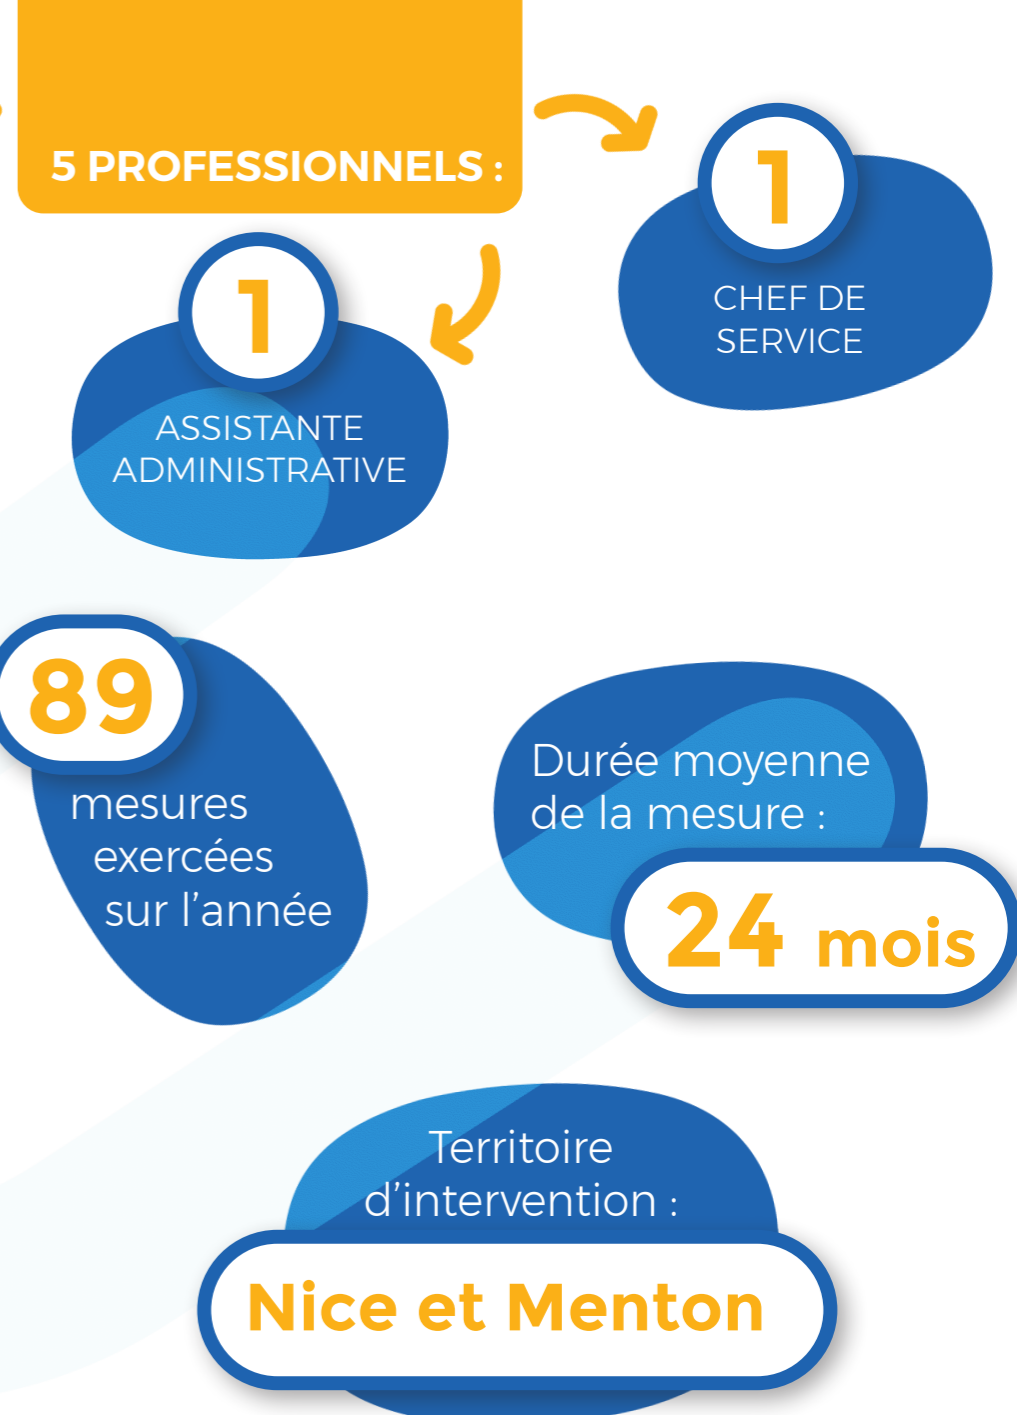 5 PROFESSIONNELS :
1
CHEF DE
SERVICE
1
ASSISTANTE
ADMINISTRATIVE
89
mesures
exercées
sur l’année
Durée moyenne
de la mesure :
24 mois
Territoire
d’intervention :
Nice et Menton